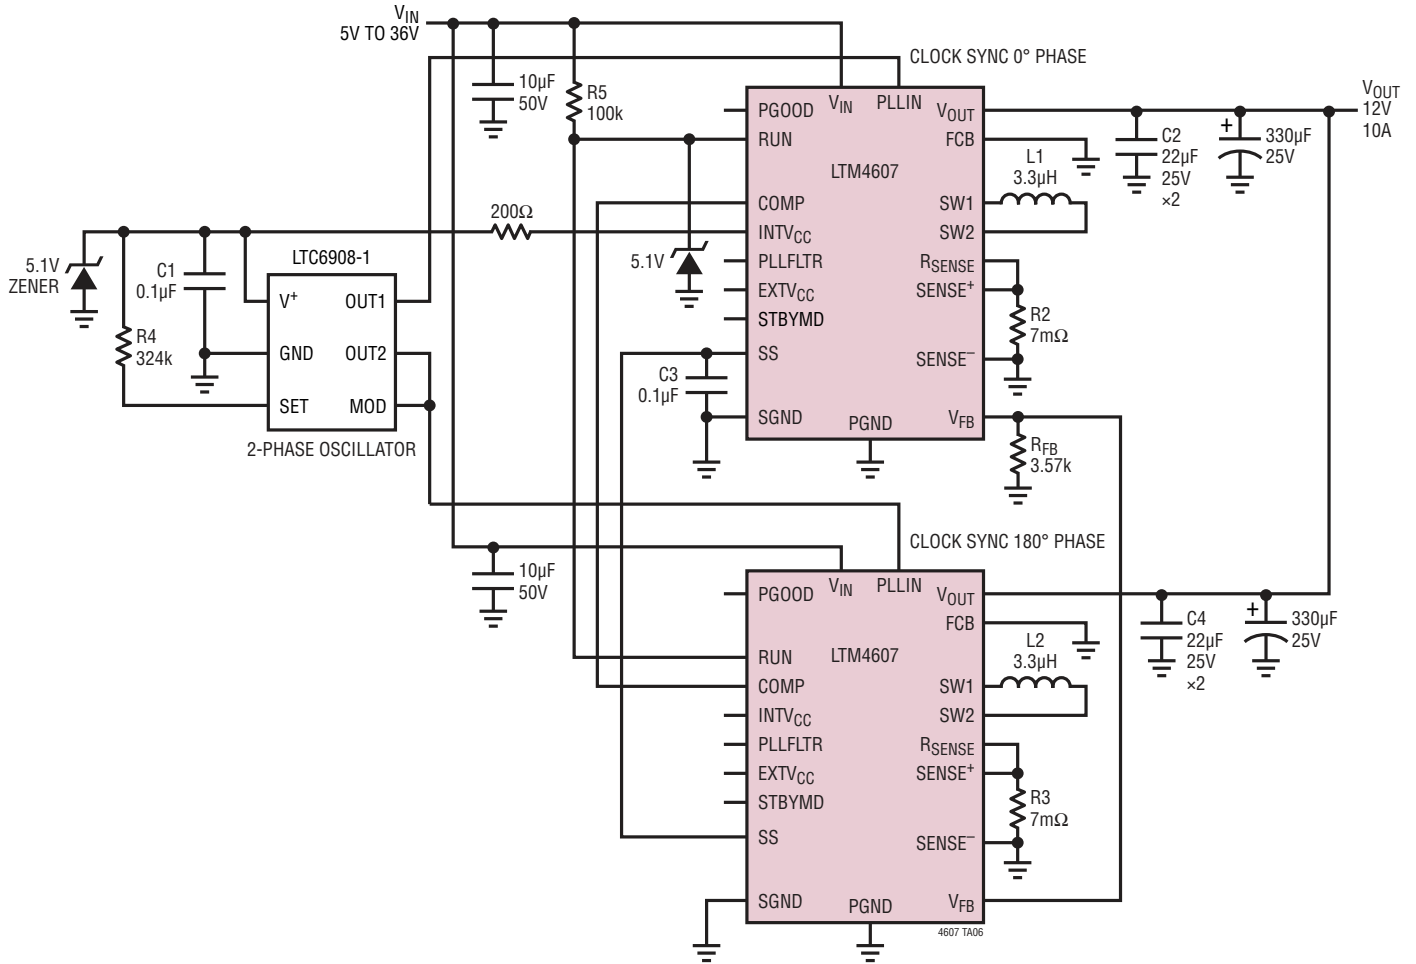 VIN
5V TO 36V
10µF
50V
R5
100k
CLOCK SYNC 0° PHASE
VOUT
12V
10A
PGOOD
VIN
PLLIN
VOUT
RUN
FCB
LTM4607
COMP
SW1
INTVCC
SW2
PLLFLTR
RSENSE
EXTVCC
SENSE+
STBYMD
SS
SENSE–
SGND
PGND
VFB
L1
3.3µH
C2
22µF
25V
×2
+
330µF
25V
R2
7mΩ
RFB
3.57k
200Ω
5.1V
C3
0.1µF
5.1V
ZENER
C1
0.1µF
R4
324k
LTC6908-1
V+
OUT1
GND
OUT2
SET
MOD
2-PHASE OSCILLATOR
CLOCK SYNC 180° PHASE
10µF
50V
PGOOD
VIN
PLLIN
VOUT
FCB
RUN
LTM4607
COMP
SW1
INTVCC
SW2
PLLFLTR
RSENSE
EXTVCC
SENSE+
STBYMD
SS
SENSE–
SGND
PGND
VFB
L2
3.3µH
C4
22µF
25V
×2
+
330µF
25V
R3
7mΩ
4607 TA06